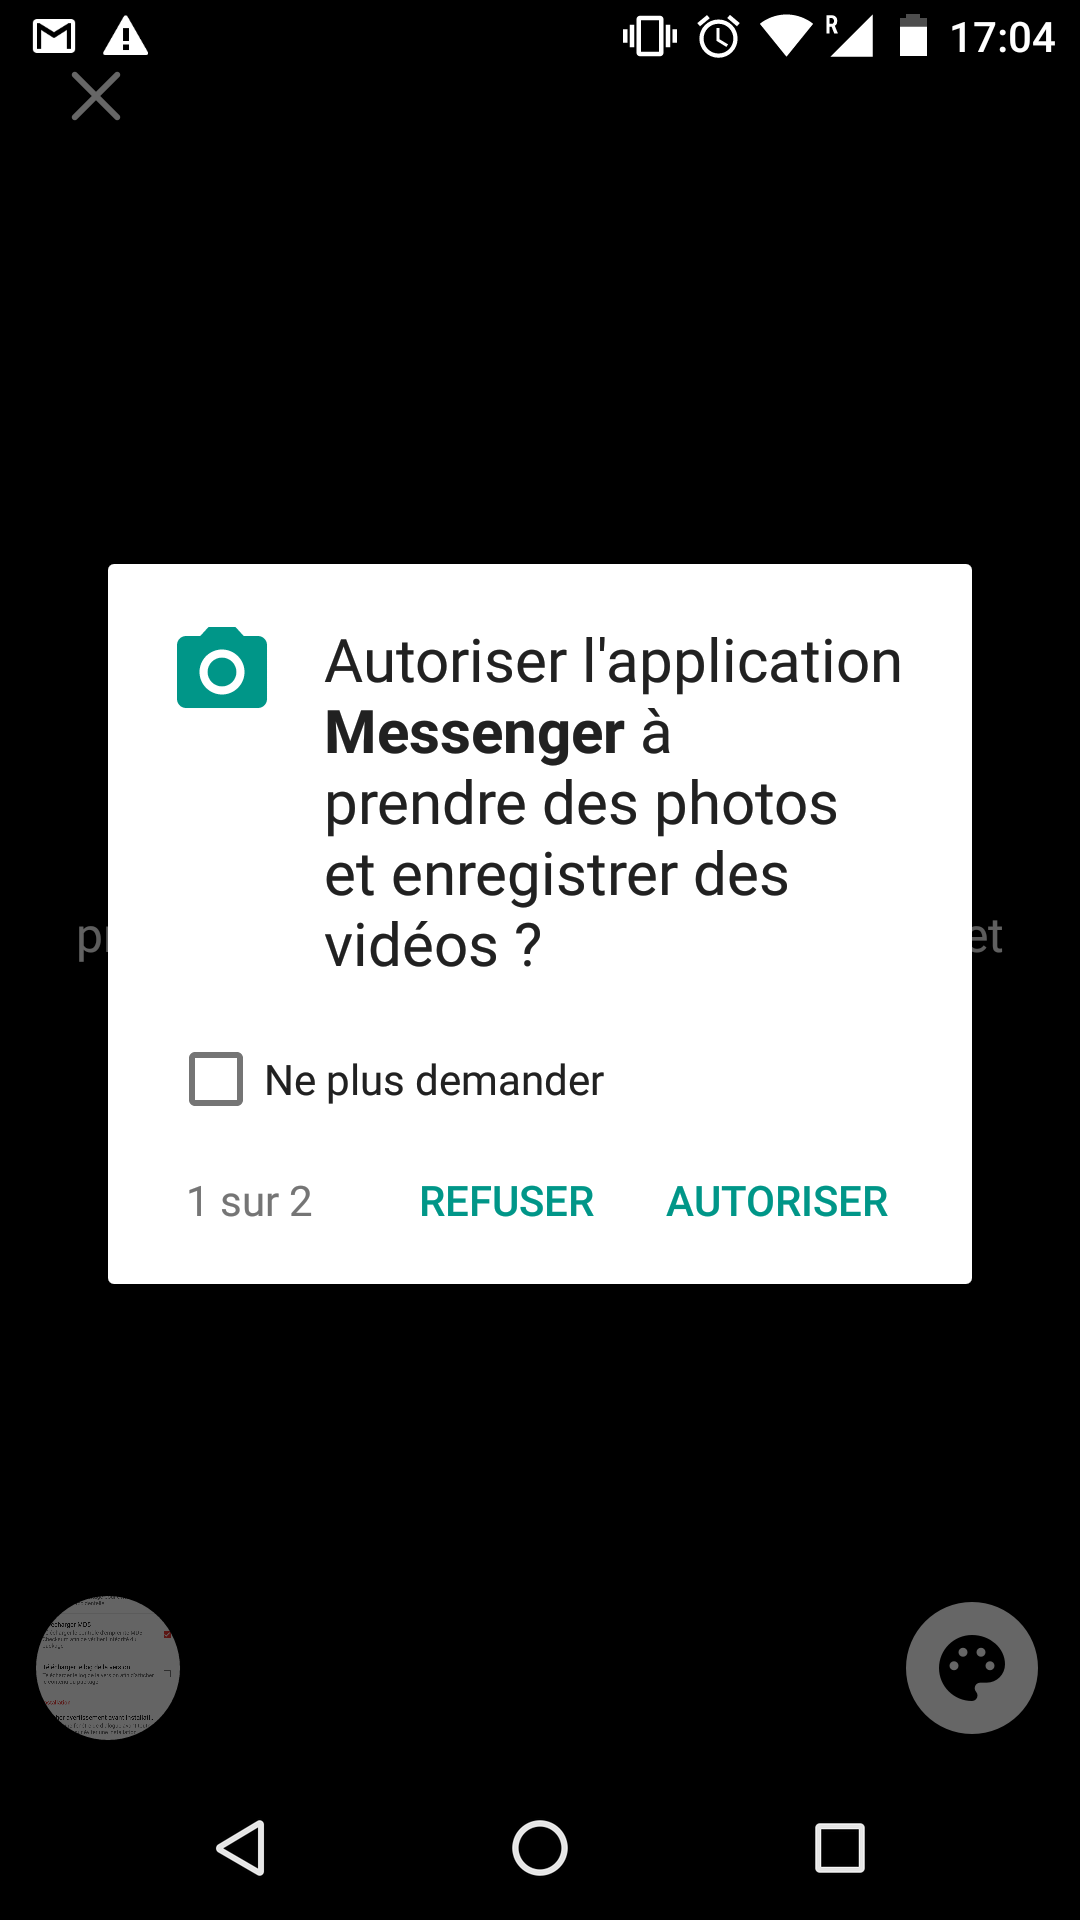 R 17:04
Autoriser l'application
Messenger à
prendre des photos
et enregistrer des
vidéos ?
et
Ne plus demander
1 sur 2 REFUSER AUTORISER